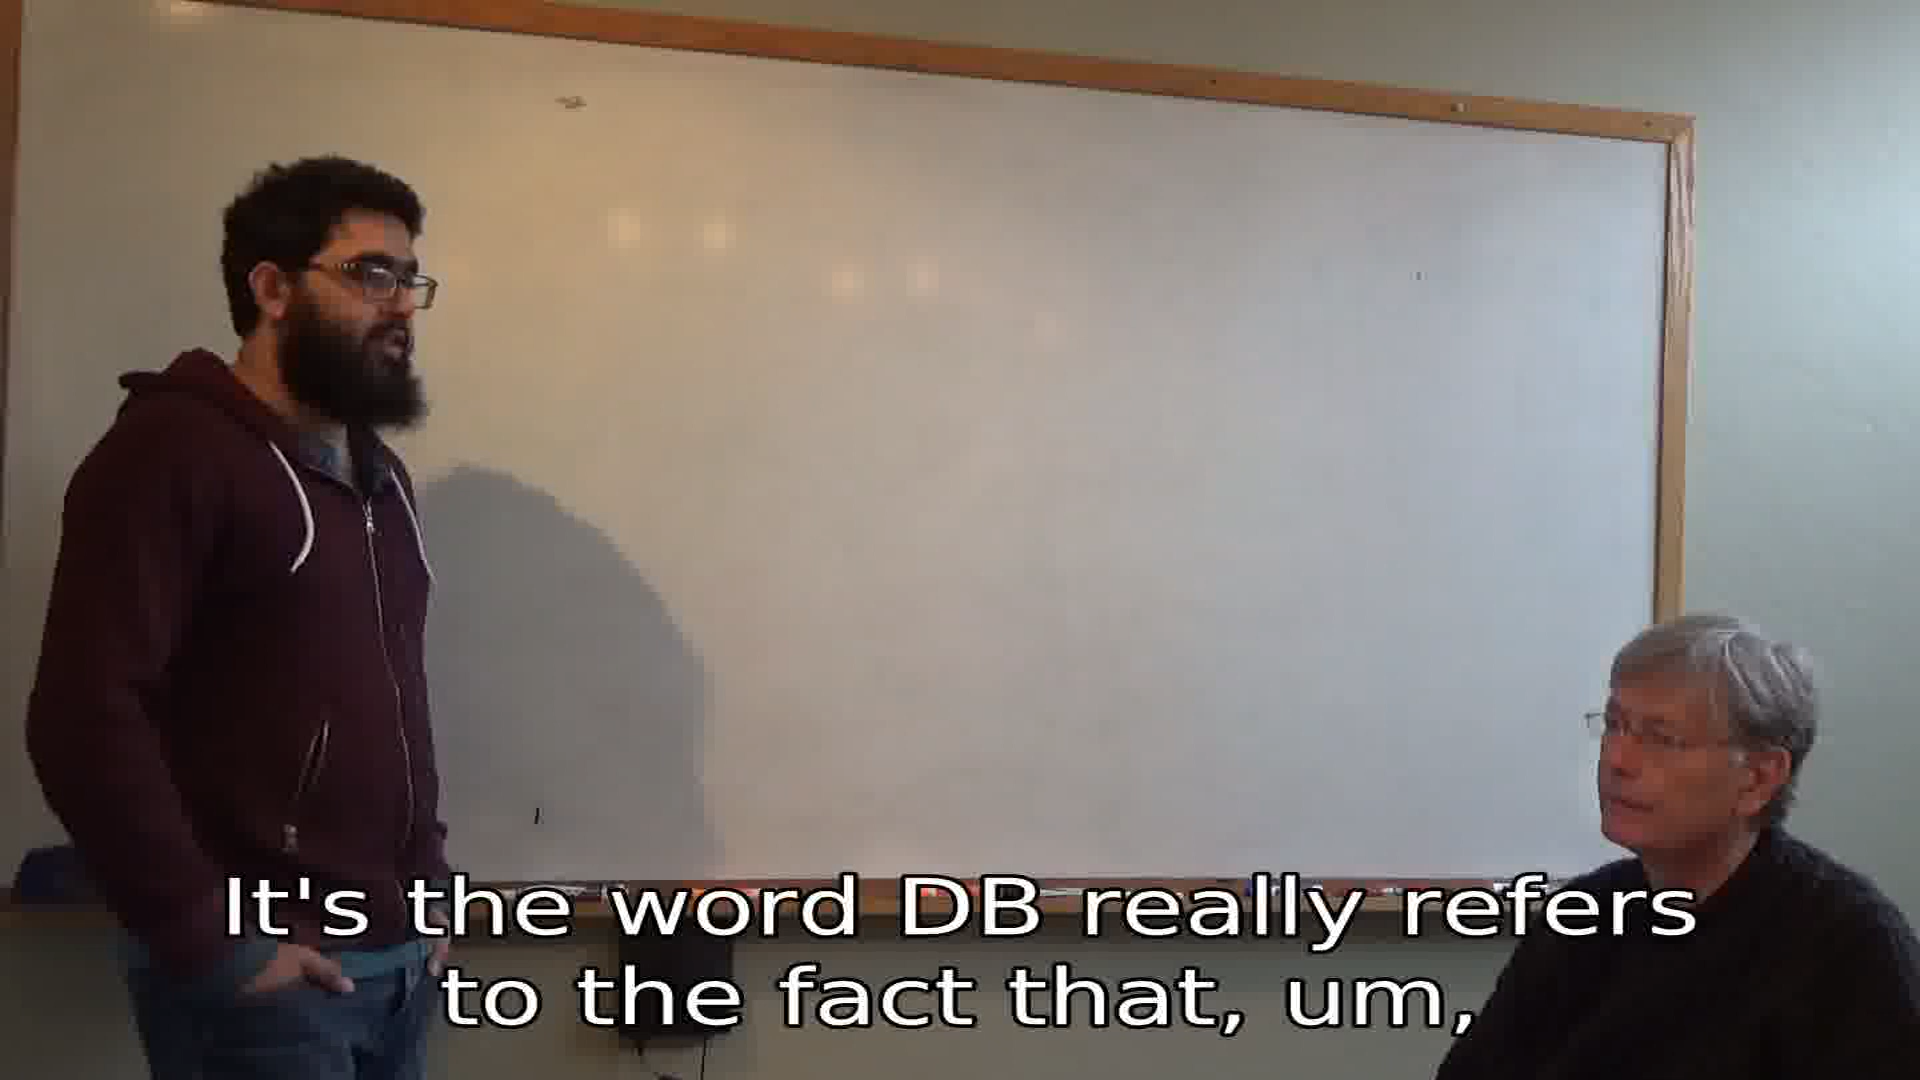 It's the word DB really refers
to the fact that, um,